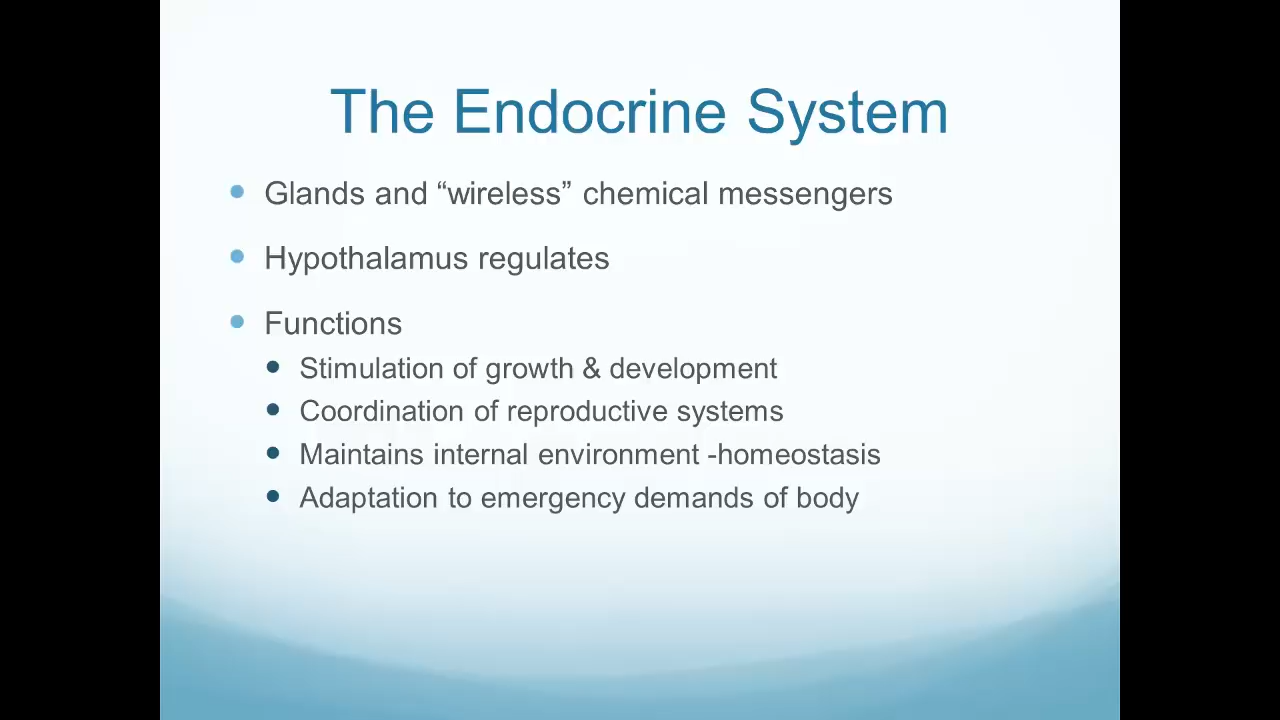 The Endocrine System
Glands and “wireless” chemical messengers
Hypothalamus regulates
Functions
Stimulation of growth & development
Coordination of reproductive systems
Maintains internal environment -homeostasis
Adaptation to emergency demands of body